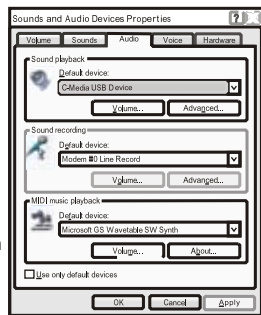 Sounds and Audio Devices Properties
Volume Sounds Audio Voice Hardware
Sound playback
Default device:
C-Media USB Device
Volume... Advanced...
Sound recording
Default device:
Modem #0 Line Record
Volume... Advanced...
MIDI music playback
Default device:
Microsoft GS Wavetable SW Synth
Volume... About...
Use only default devices
OK Cancel Apply